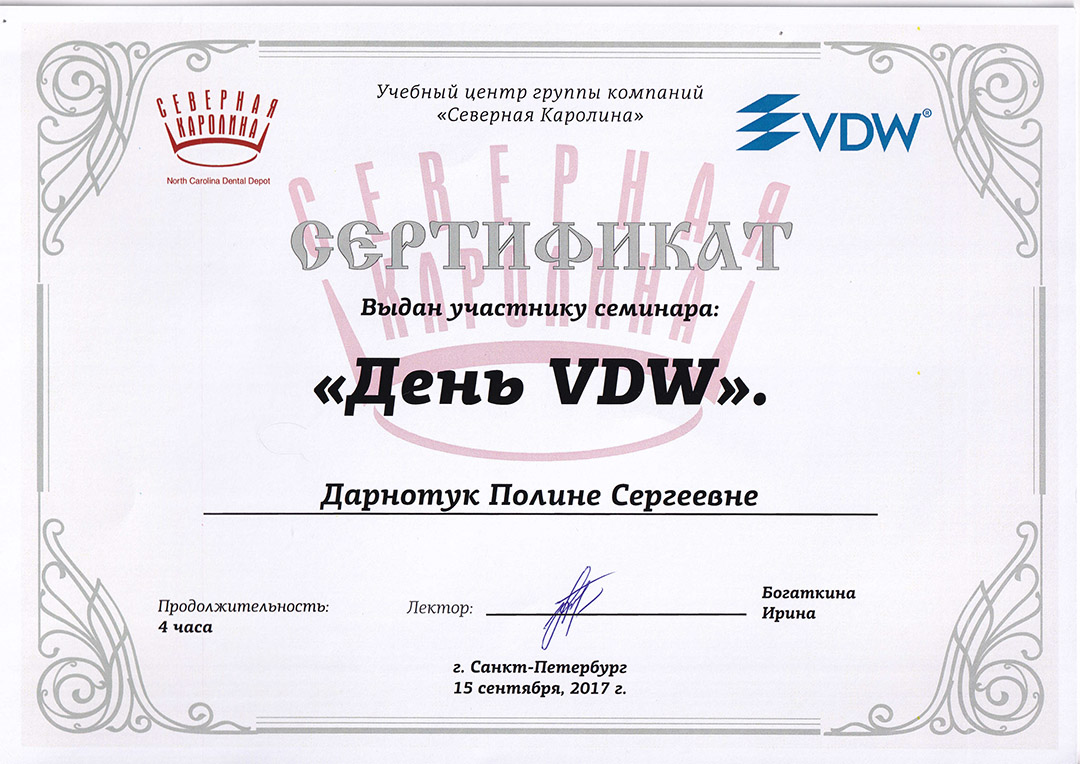 СЕВЕРНАЯ
КАРОЛИНА
North Carolina Dental Depot
Учебный центр группы компаний
«Северная Каролина»
VDW®
СЕВЕРНАЯ
КАРОЛИНА
СЕРТИФИКАТ
Выдан участнику семинара:
«День VDW».
Дарнотук Полине Сергеевне
Продолжительность:
4 часа
Лектор:
Богаткина
Ирина
г. Санкт-Петербург
15 сентября, 2017 г.